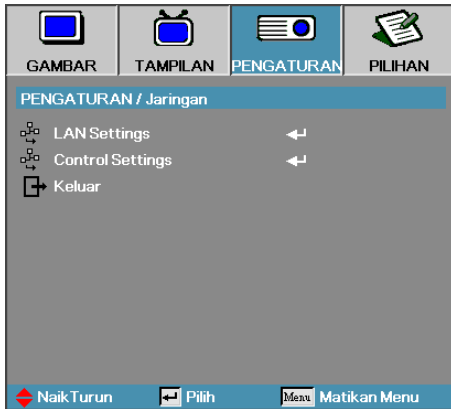 GAMBAR TAMPILAN PENGATURAN PILIHAN
PENGATURAN / Jaringan
LAN Settings
Control Settings
Keluar
NaikTurun Pilih Menu Matikan Menu